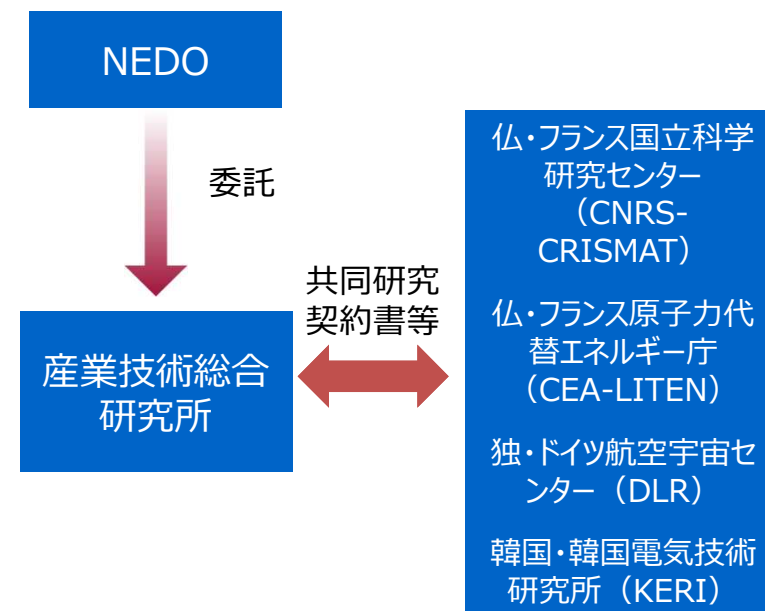 NEDO
委託
産業技術総合
研究所
共同研究
契約書等
仏・フランス国立科学
研究センター
（CNRS-
CRISMAT）
仏・フランス原子力代
替エネルギー庁
（CEA-LITEN）
独・ドイツ航空宇宙セ
ンター（DLR）
韓国・韓国電気技術
研究所（KERI）